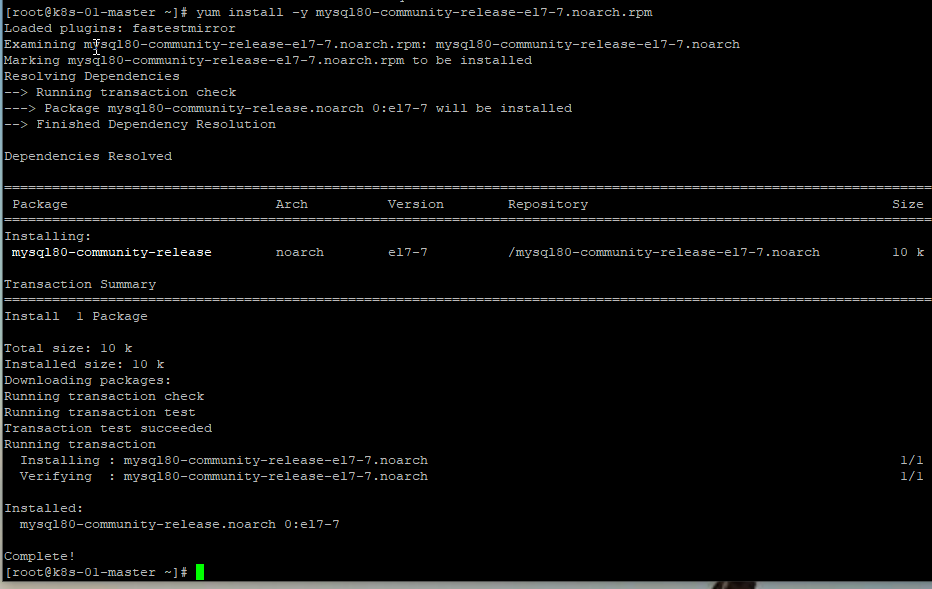 [root@k8s-01-master ~]# yum install -y mysql80-community-release-el7-7.noarch.rpm
Loaded plugins: fastestmirror
Examining mysql80-community-release-el7-7.noarch.rpm: mysql80-community-release-el7-7.noarch
Marking mysql80-community-release-el7-7.noarch.rpm to be installed
Resolving Dependencies
--> Running transaction check
---> Package mysql80-community-release.noarch 0:el7-7 will be installed
--> Finished Dependency Resolution
Dependencies Resolved
================================================================================
Package Arch Version Repository Size
================================================================================
Installing:
mysql80-community-release noarch el7-7 /mysql80-community-release-el7-7.noarch 10 k
Transaction Summary
================================================================================
Install 1 Package
Total size: 10 k
Installed size: 10 k
Downloading packages:
Running transaction check
Running transaction test
Transaction test succeeded
Running transaction
Installing : mysql80-community-release-el7-7.noarch 1/1
Verifying : mysql80-community-release-el7-7.noarch 1/1
Installed:
mysql80-community-release.noarch 0:el7-7
Complete!
[root@k8s-01-master ~]#